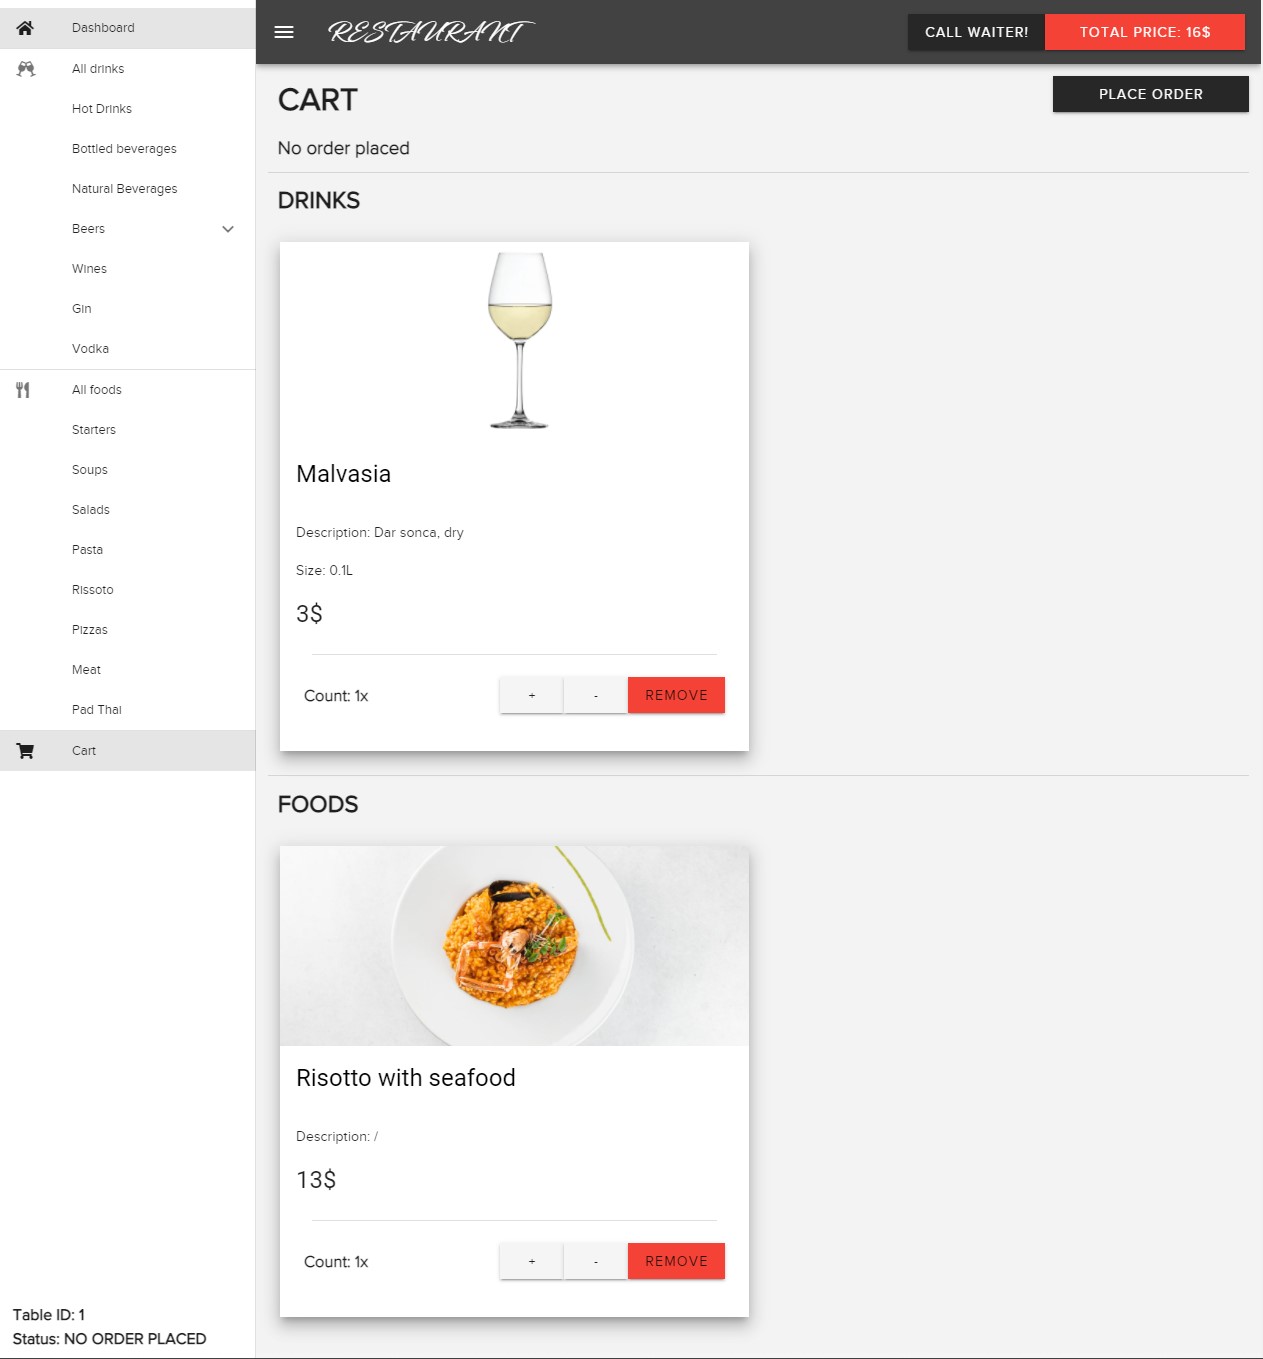 Dashboard
All drinks
Hot Drinks
Bottled beverages
Natural Beverages
Beers
Wines
Gin
Vodka
All foods
Starters
Soups
Salads
Pasta
Rissoto
Pizzas
Meat
Pad Thai
Cart
Table ID: 1
Status: NO ORDER PLACED
RESTAURANT
CALL WAITER!
TOTAL PRICE: 16$
CART
PLACE ORDER
No order placed
DRINKS
Malvasia
Description: Dar sonca, dry
Size: 0.1L
3$
Count: 1x
+
-
REMOVE
FOODS
Risotto with seafood
Description: /
13$
Count: 1x
+
-
REMOVE